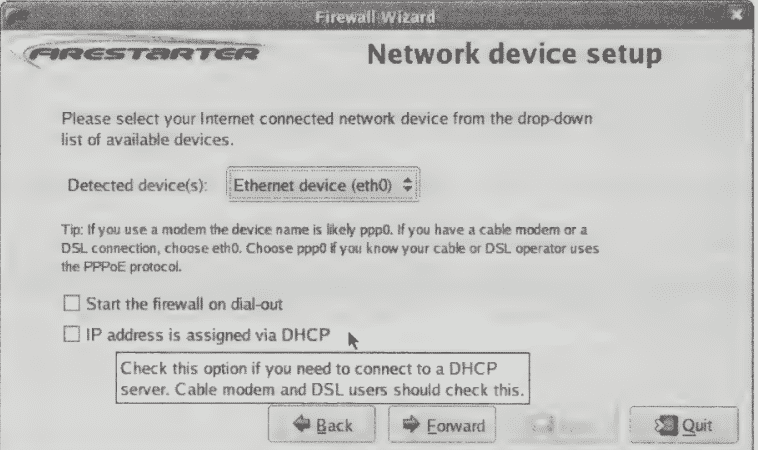 Firewall Wizard
FIRESTARTER
Network device setup
Please select your Internet connected network device from the drop-down
list of available devices.
Detected device(s): Ethernet device (eth0)
Tip: If you use a modem the device name is likely ppp0. If you have a cable modem or a
DSL connection, choose eth0. Choose ppp0 if you know your cable or DSL operator uses
the PPPoE protocol.
Start the firewall on dial-out
IP address is assigned via DHCP
Check this option if you need to connect to a DHCP
server. Cable modem and DSL users should check this.
Back Forward Quit